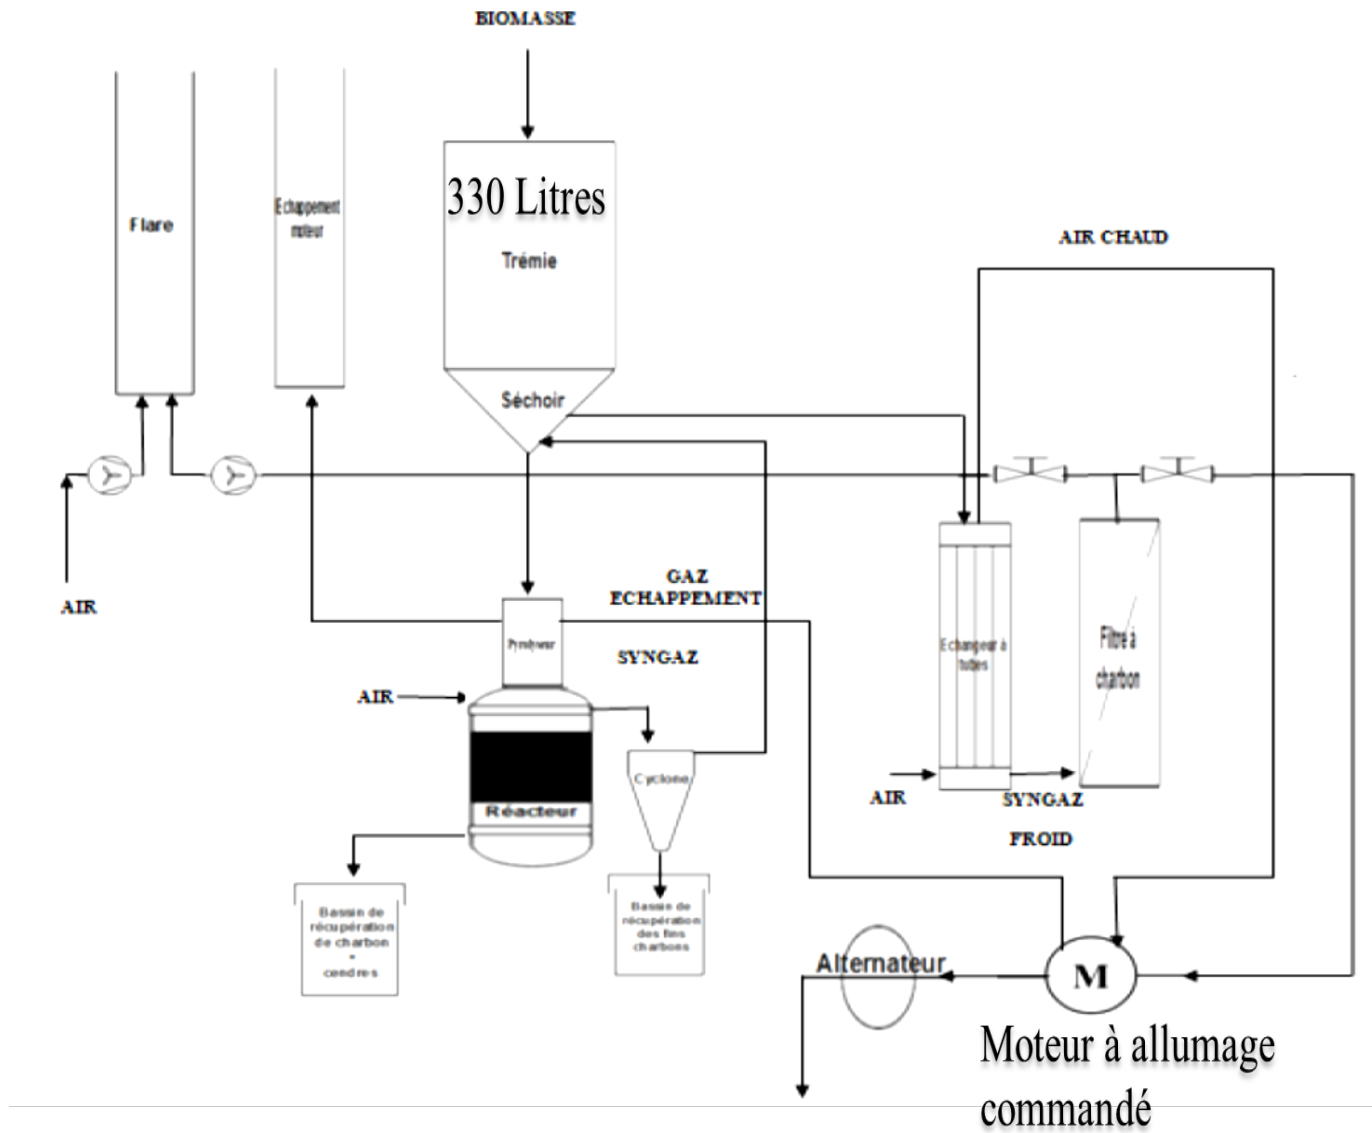 BIOMASSE
330 Litres
Trémie
Séchoir
Flare
Echappement
moteur
AIR CHAUD
AIR
GAZ
ECHAPPEMENT
SYNGAZ
Pyrolyseur
AIR
Réacteur
Cyclone
Echangeur à
tubes
Filtre à
charbon
AIR
SYNGAZ
FROID
Bassin de
récupération
de charbon
+
cendres
Bassin de
récupération
des fins
charbons
Alternateur
M
Moteur à allumage
commandé